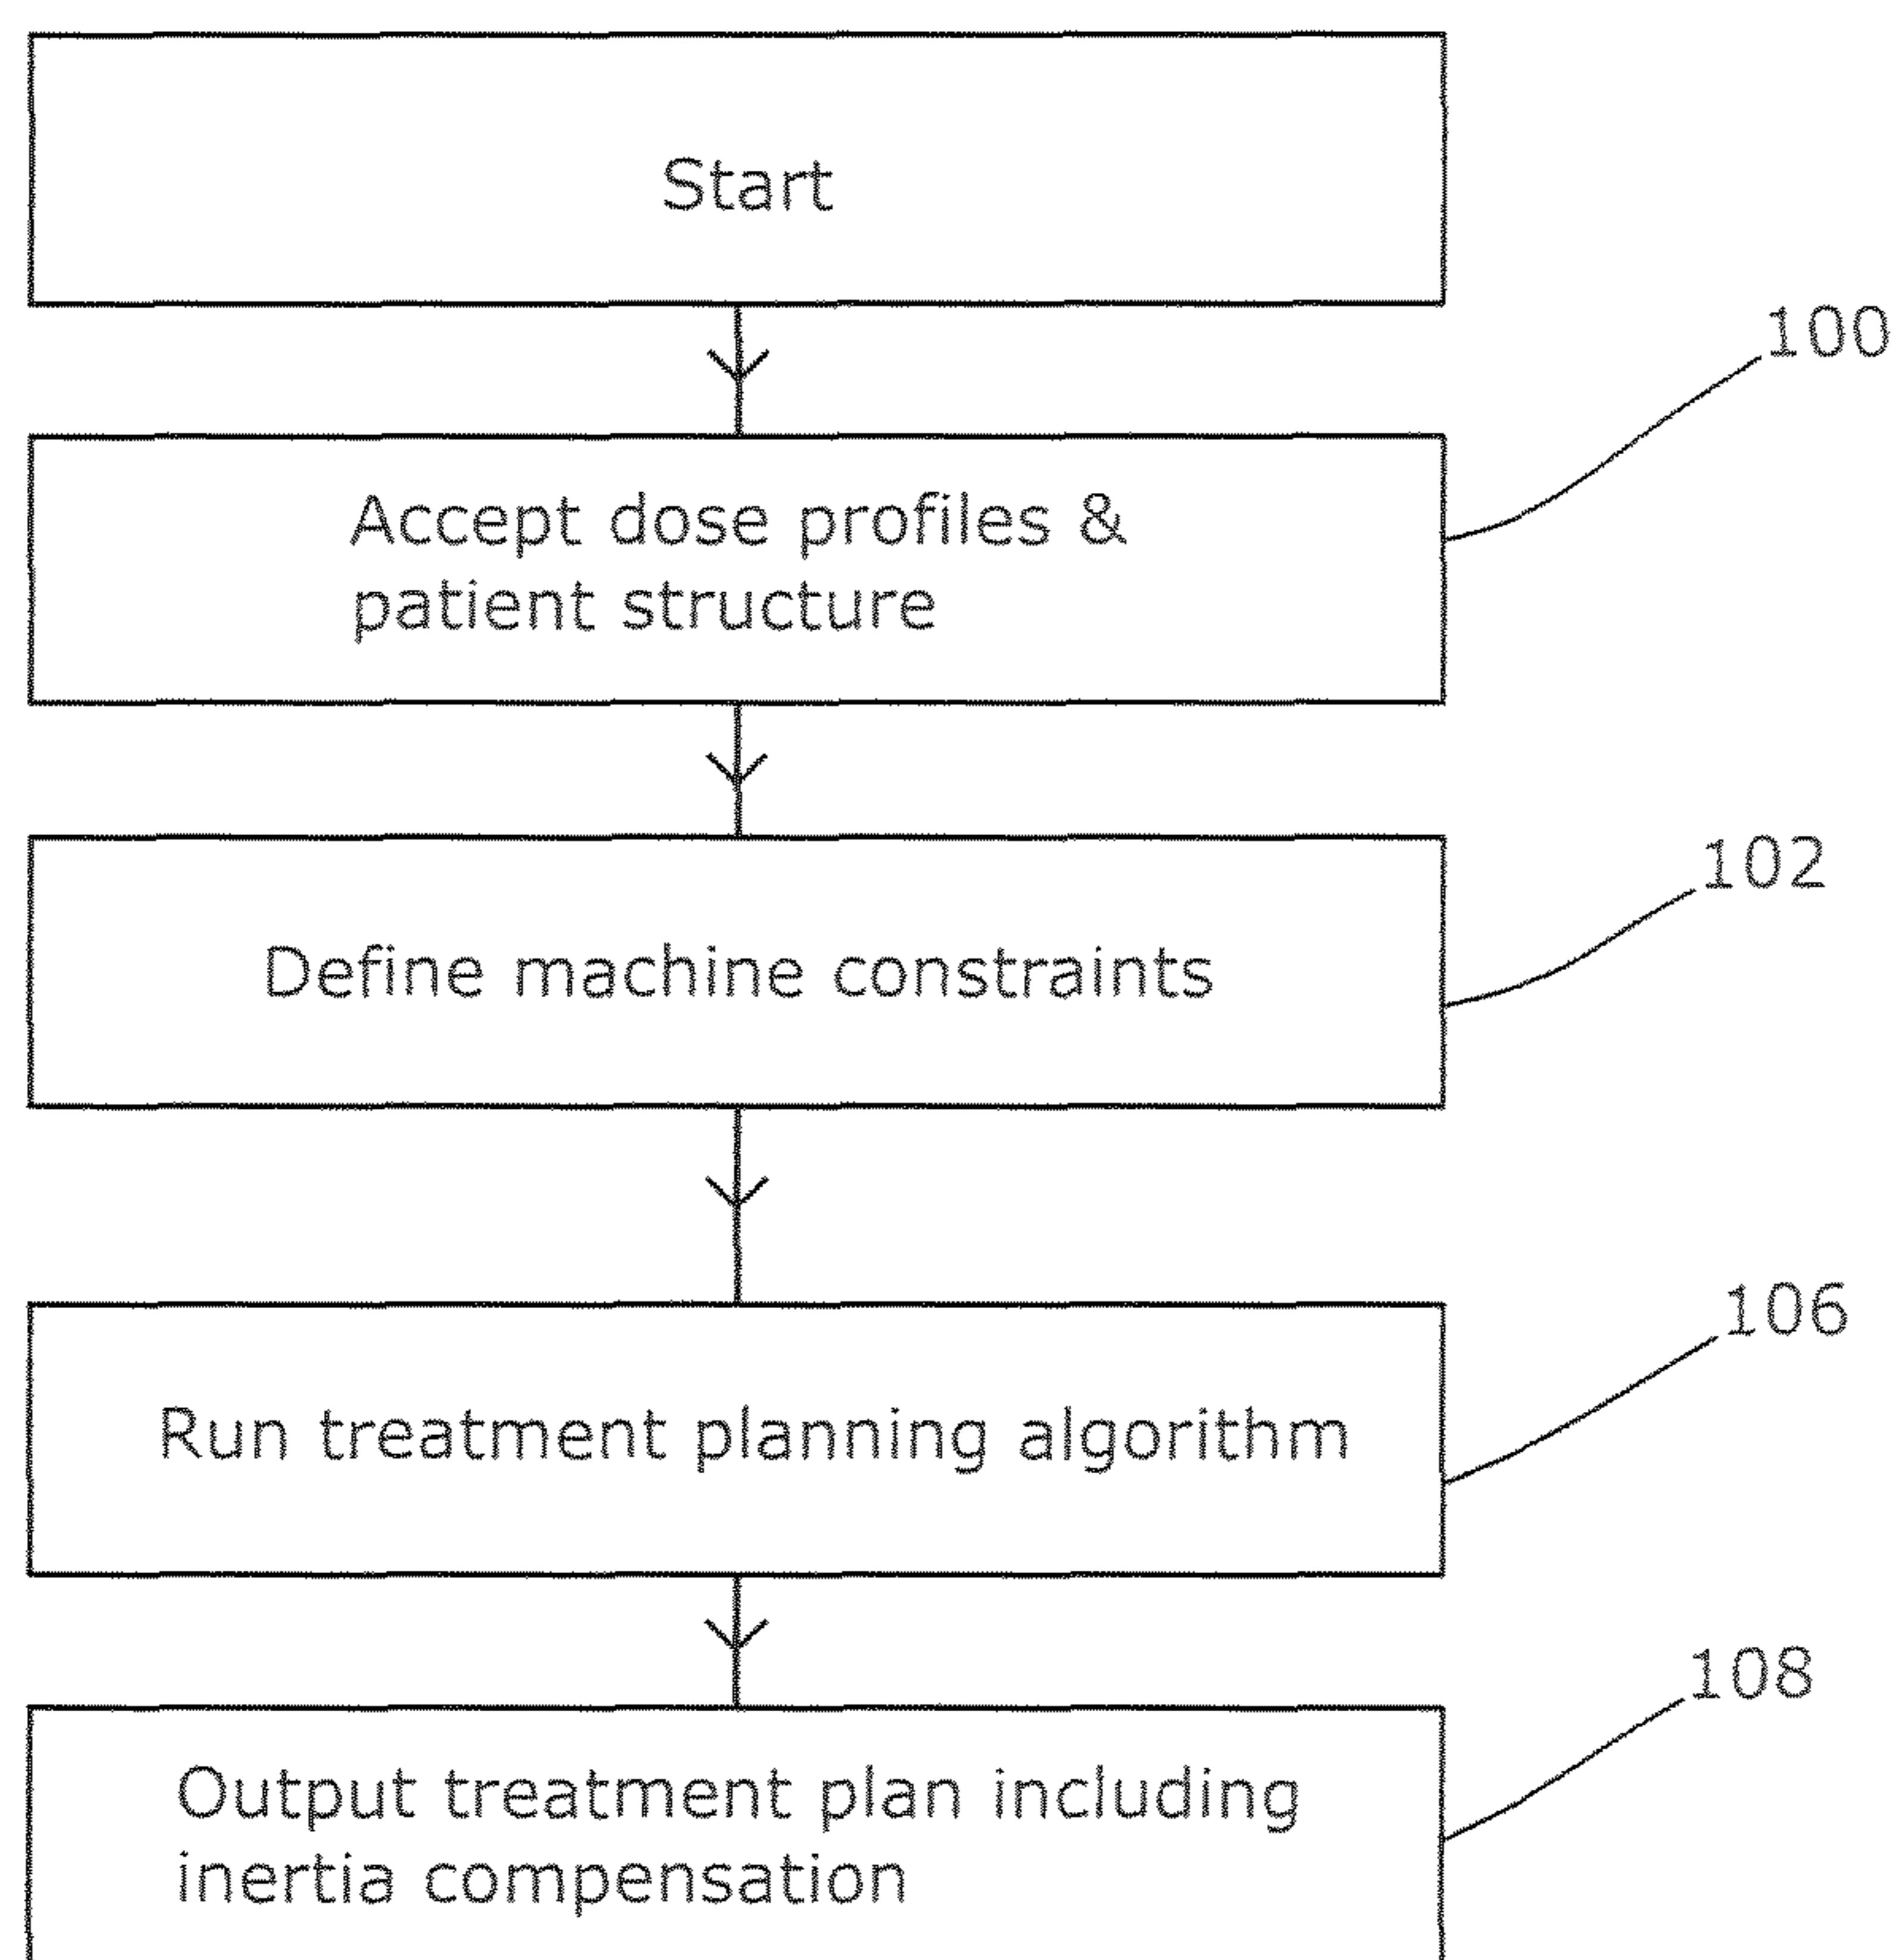 Start
100
Accept dose profiles &
patient structure
102
Define machine constraints
106
Run treatment planning algorithm
108
Output treatment plan including
inertia compensation